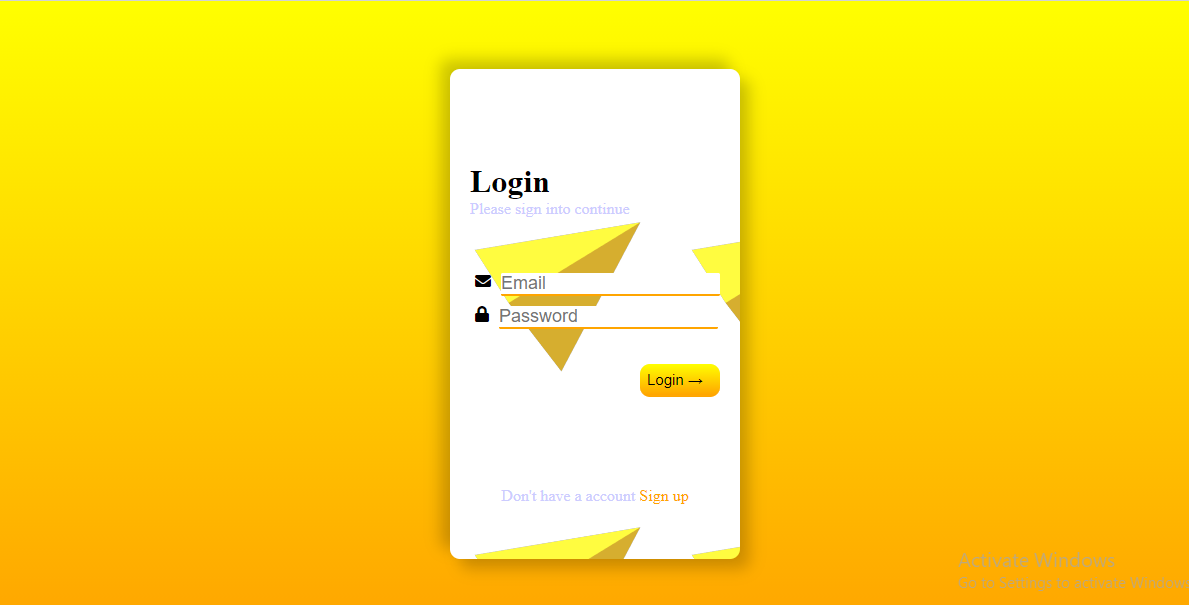 Login
Please sign into continue
Email
Password
Login →
Don't have a account Sign up
Activate Windows
Go to Settings to activate Windows